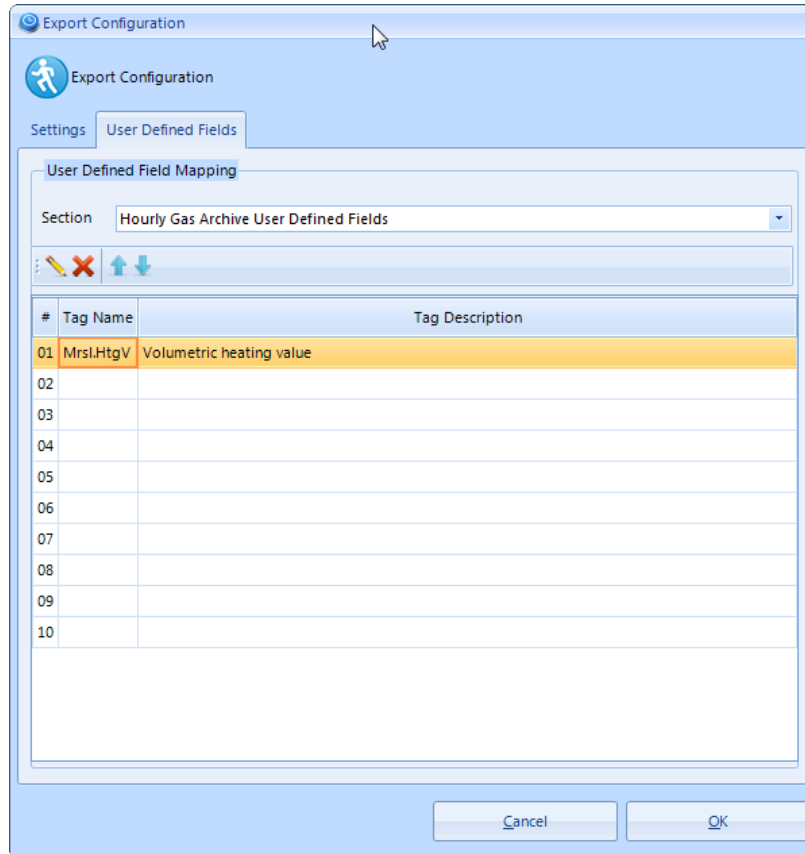 Export Configuration
Export Configuration
Settings User Defined Fields
User Defined Field Mapping
Section Hourly Gas Archive User Defined Fields
# Tag Name Tag Description
01 Mrsl.HtgV Volumetric heating value
02
03
04
05
06
07
08
09
10
Cancel OK